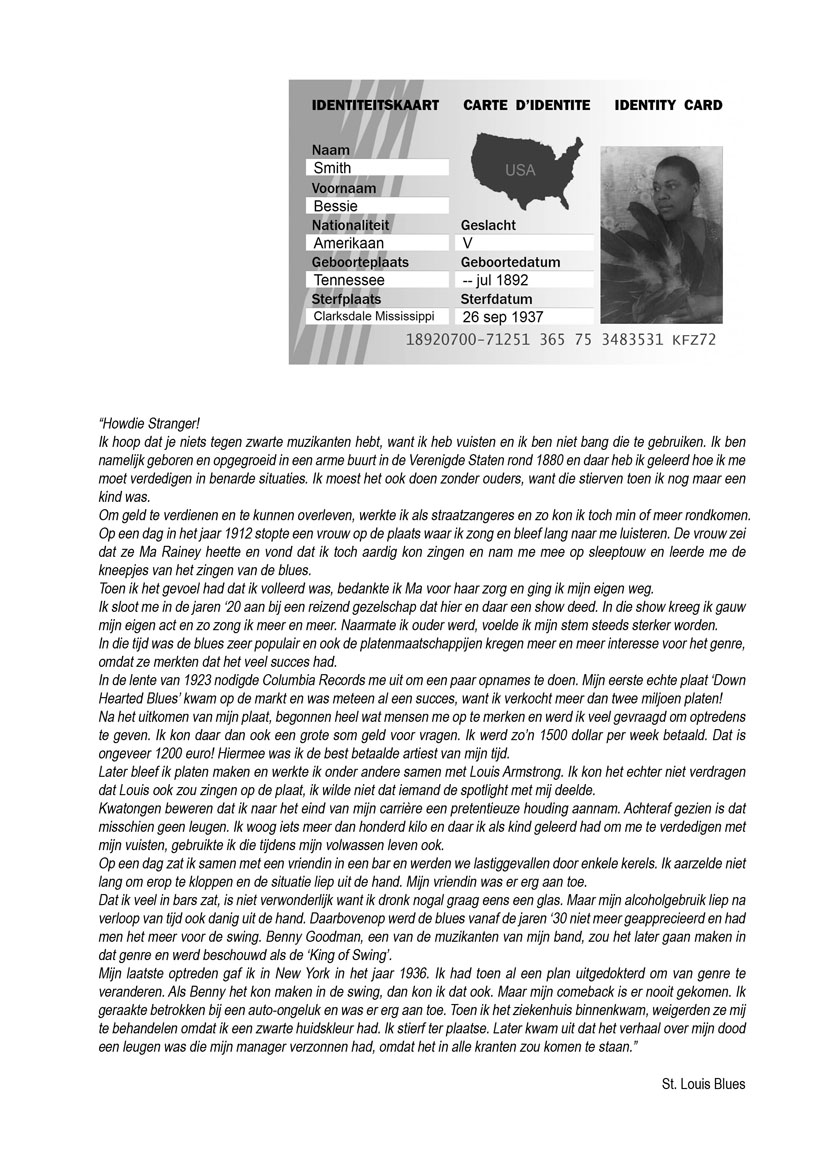 IDENTITEITSKAART CARTE D'IDENTITE IDENTITY CARD
Naam
Smith
USA
Voornaam
Bessie
Nationaliteit Geslacht
Amerikaan V
Geboorteplaats Geboortedatum
Tennessee -- jul 1892
Sterfplaats Sterfdatum
Clarksdale Mississippi 26 sep 1937
18920700-71251 365 75 3483531 KFZ72
“Howdie Stranger!
Ik hoop dat je niets tegen zwarte muzikanten hebt, want ik heb vuisten en ik ben niet bang die te gebruiken. Ik ben
namelijk geboren en opgegroeid in een arme buurt in de Verenigde Staten rond 1880 en daar heb ik geleerd hoe ik me
moet verdedigen in benarde situaties. Ik moest het ook doen zonder ouders, want die stierven toen ik nog maar een
kind was.
Om geld te verdienen en te kunnen overleven, werkte ik als straatzangeres en zo kon ik toch min of meer rondkomen.
Op een dag in het jaar 1912 stopte een vrouw op de plaats waar ik zong en bleef lang naar me luisteren. De vrouw zei
dat ze Ma Rainey heette en vond dat ik toch aardig kon zingen en nam me mee op sleeptouw en leerde me de
kneepjes van het zingen van de blues.
Toen ik het gevoel had dat ik volleerd was, bedankte ik Ma voor haar zorg en ging ik mijn eigen weg.
Ik sloot me in de jaren ‘20 aan bij een reizend gezelschap dat hier en daar een show deed. In die show kreeg ik gauw
mijn eigen act en zo zong ik meer en meer. Naarmate ik ouder werd, voelde ik mijn stem steeds sterker worden.
In die tijd was de blues zeer populair en ook de platenmaatschappijen kregen meer en meer interesse voor het genre,
omdat ze merkten dat het veel succes had.
In de lente van 1923 nodigde Columbia Records me uit om een paar opnames te doen. Mijn eerste echte plaat ‘Down
Hearted Blues’ kwam op de markt en was meteen al een succes, want ik verkocht meer dan twee miljoen platen!
Na het uitkomen van mijn plaat, begonnen heel wat mensen me op te merken en werd ik veel gevraagd om optredens
te geven. Ik kon daar dan ook een grote som geld voor vragen. Ik werd zo’n 1500 dollar per week betaald. Dat is
ongeveer 1200 euro! Hiermee was ik de best betaalde artiest van mijn tijd.
Later bleef ik platen maken en werkte ik onder andere samen met Louis Armstrong. Ik kon het echter niet verdragen
dat Louis ook zou zingen op de plaat, ik wilde niet dat iemand de spotlight met mij deelde.
Kwatongen beweren dat ik naar het eind van mijn carrière een pretentieuze houding aannam. Achteraf gezien is dat
misschien geen leugen. Ik woog iets meer dan honderd kilo en daar ik als kind geleerd had om me te verdedigen met
mijn vuisten, gebruikte ik die tijdens mijn volwassen leven ook.
Op een dag zat ik samen met een vriendin in een bar en werden we lastiggevallen door enkele kerels. Ik aarzelde niet
lang om erop te kloppen en de situatie liep uit de hand. Mijn vriendin was er erg aan toe.
Dat ik veel in bars zat, is niet verwonderlijk want ik dronk nogal graag eens een glas. Maar mijn alcoholgebruik liep na
verloop van tijd ook danig uit de hand. Daarbovenop werd de blues vanaf de jaren ‘30 niet meer geapprecieerd en had
men het meer voor de swing. Benny Goodman, een van de muzikanten van mijn band, zou het later gaan maken in
dat genre en werd beschouwd als de ‘King of Swing’.
Mijn laatste optreden gaf ik in New York in het jaar 1936. Ik had toen al een plan uitgedokterd om van genre te
veranderen. Als Benny het kon maken in de swing, dan kon ik dat ook. Maar mijn comeback is er nooit gekomen. Ik
geraakte betrokken bij een auto-ongeluk en was er erg aan toe. Toen ik het ziekenhuis binnenkwam, weigerden ze mij
te behandelen omdat ik een zwarte huidskleur had. Ik stierf ter plaatse. Later kwam uit dat het verhaal over mijn dood
een leugen was die mijn manager verzonnen had, omdat het in alle kranten zou komen te staan.”
St. Louis Blues